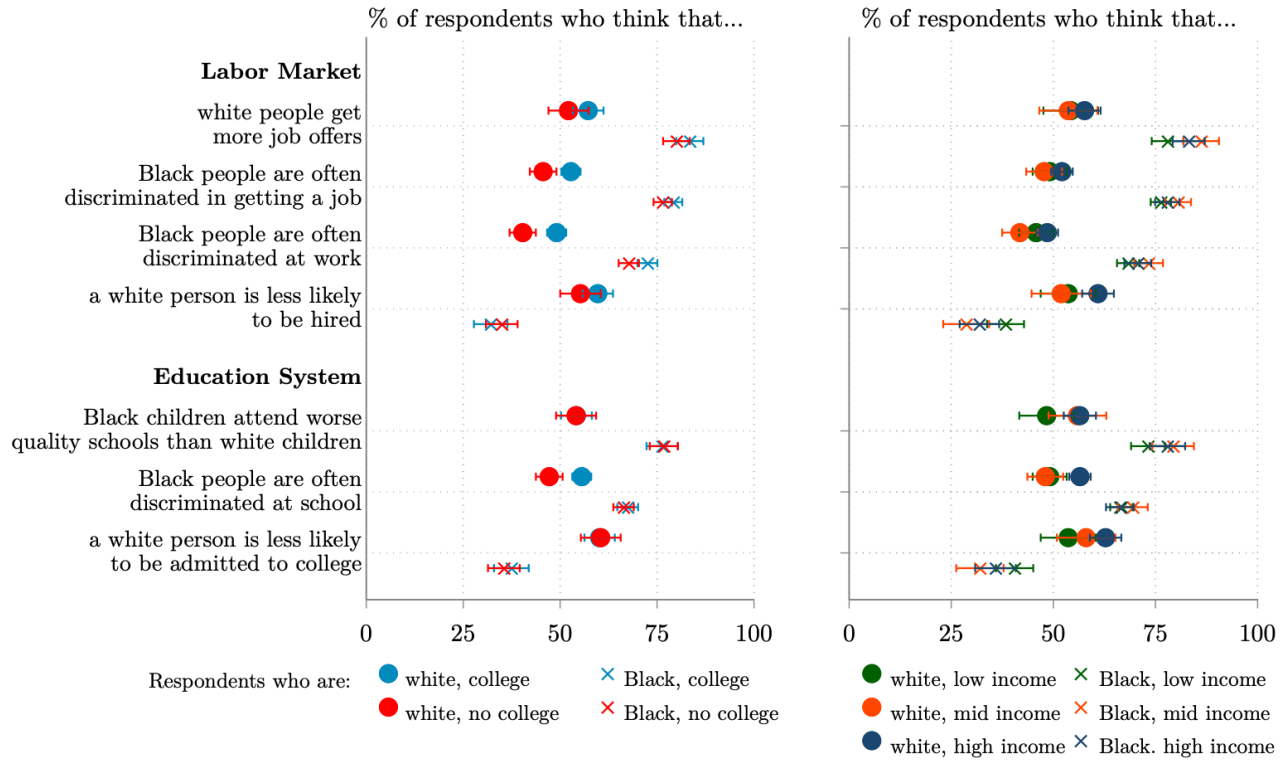 % of respondents who think that...
% of respondents who think that...
Labor Market
white people get
more job offers
Black people are often
discriminated in getting a job
Black people are often
discriminated at work
a white person is less likely
to be hired
Education System
Black children attend worse
quality schools than white children
Black people are often
discriminated at school
a white person is less likely
to be admitted to college
0 25 50 75 100
0 25 50 75 100
Respondents who are:
white, college
Black, college
white, no college
Black, no college
white, low income
Black, low income
white, mid income
Black, mid income
white, high income
Black. high income